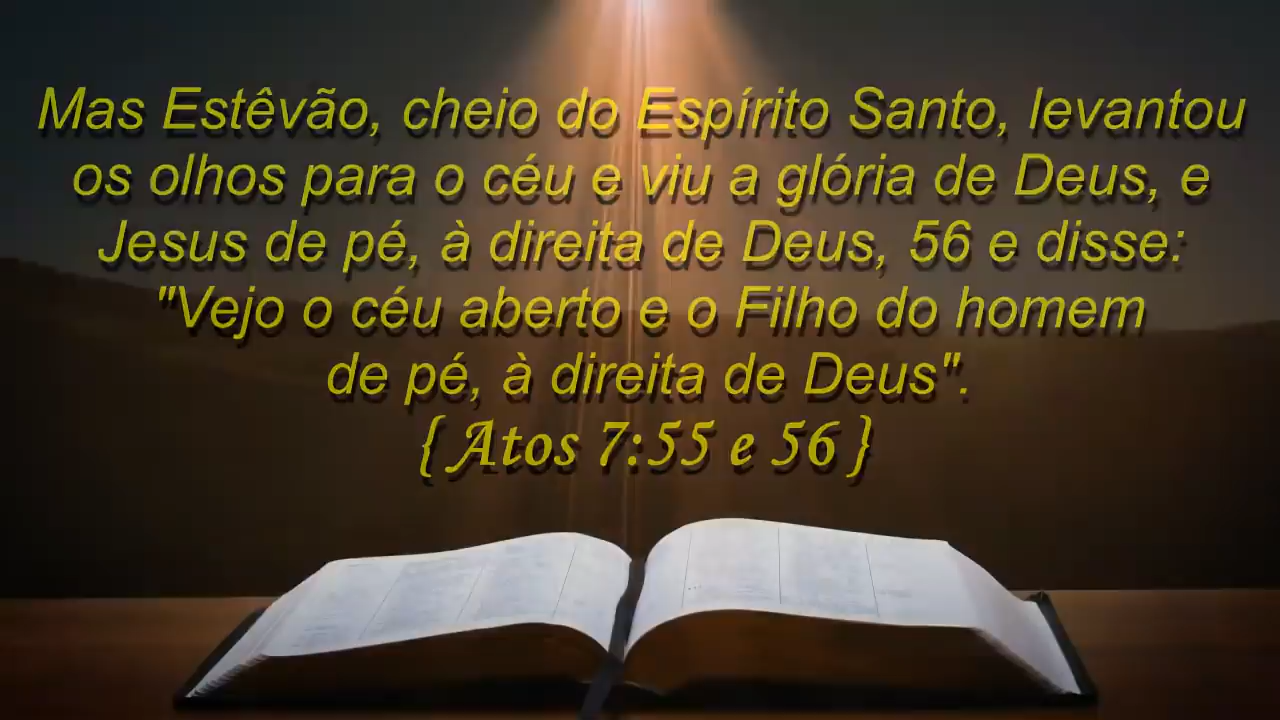 Mas Estêvão, cheio do Espírito Santo, levantou
os olhos para o céu e viu a glória de Deus, e
Jesus de pé, à direita de Deus, 56 e disse:
"Vejo o céu aberto e o Filho do homem
de pé, à direita de Deus".
{ Atos 7:55 e 56 }